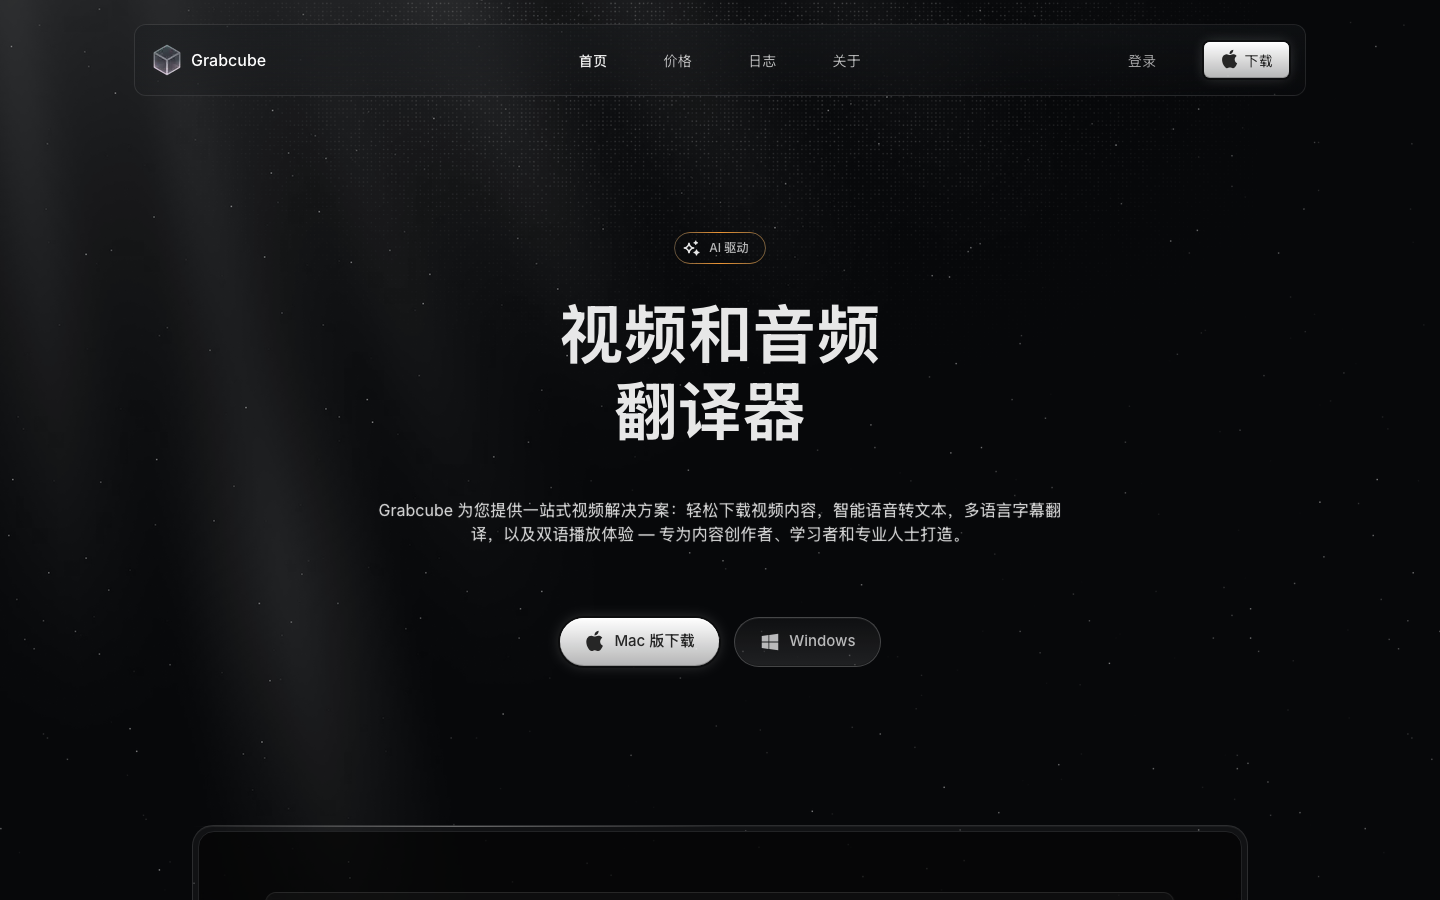 Grabcube
首页
价格
日志
关于
登录
下载
AI 驱动
视频和音频
翻译器
Grabcube 为您提供一站式视频解决方案：轻松下载视频内容，智能语音转文本，多语言字幕翻
译，以及双语播放体验 — 专为内容创作者、学习者和专业人士打造。
Mac 版下载
Windows